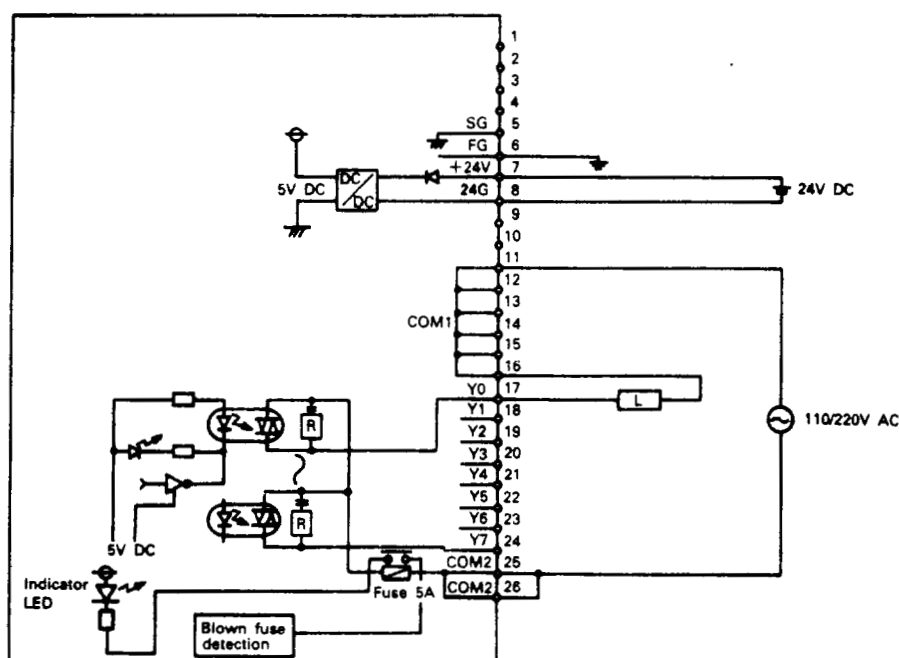 1
2
3
4
SG 5
FG 6
+24V 7
5V DC DC/DC 24G 8 24V DC
9
10
11
12
13
COM1 14
15
16
Y0 17 L
R Y1 18 110/220V AC
Y2 19
Y3 20
Y4 21
Y5 22
R Y6 23
Y7 24
5V DC
COM2 25
Indicator
LED
Fuse 5A COM2 26
Blown fuse
detection